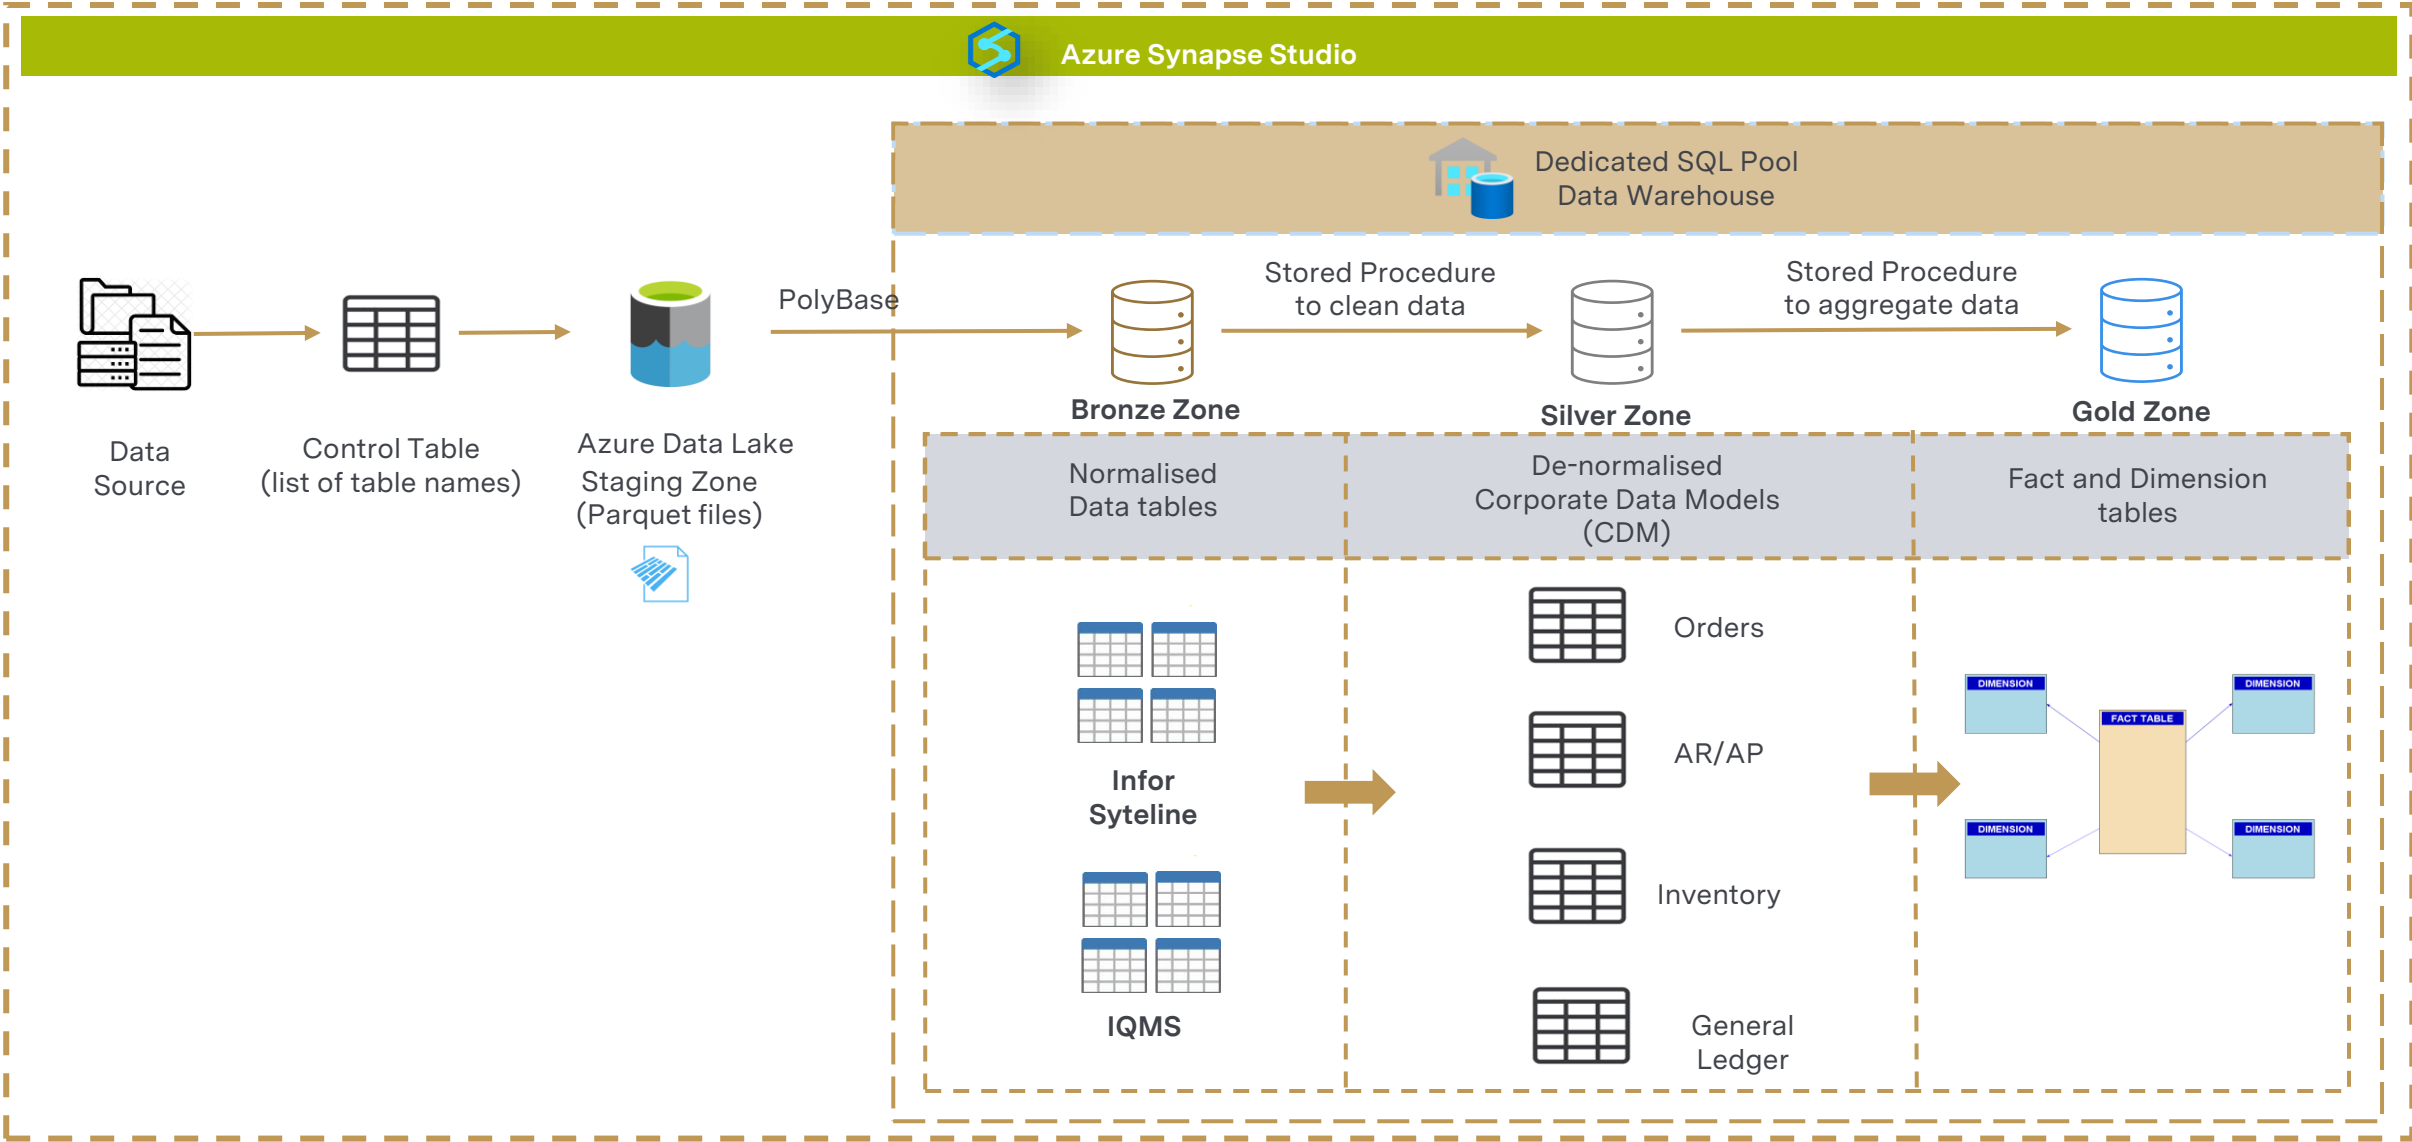 Azure Synapse Studio
Dedicated SQL Pool
Data Warehouse
PolyBase
Stored Procedure
to clean data
Stored Procedure
to aggregate data
Data
Source
Control Table
(list of table names)
Azure Data Lake
Staging Zone
(Parquet files)
Bronze Zone
Silver Zone
Gold Zone
Normalised
Data tables
De-normalised
Corporate Data Models
(CDM)
Fact and Dimension
tables
Infor
Syteline
IQMS
Orders
AR/AP
Inventory
General
Ledger
DIMENSION
DIMENSION
FACT TABLE
DIMENSION
DIMENSION